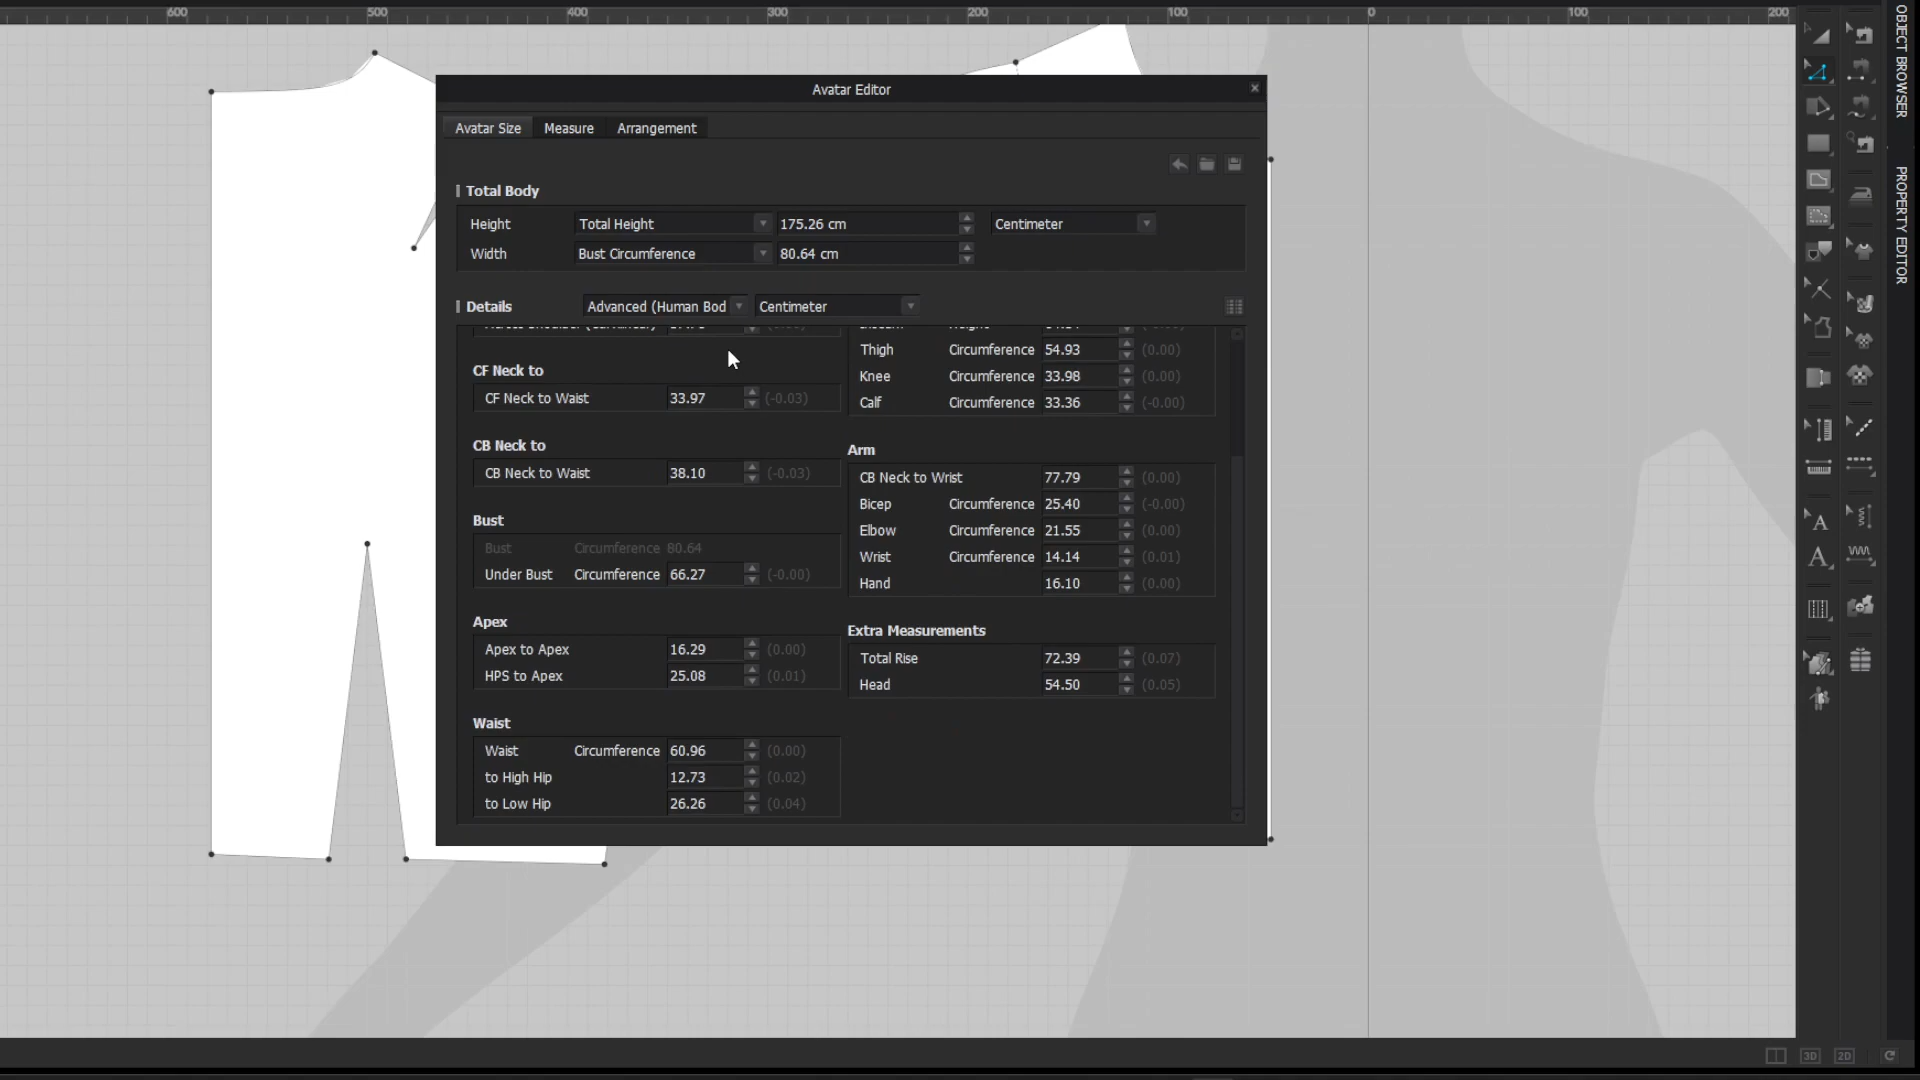 600 500 400 300 200 100 0 100 200
OBJECT BROWSER
PROPERTY EDITOR
Avatar Editor
Avatar Size Measure Arrangement
Total Body
Height Total Height 175.26 cm Centimeter
Width Bust Circumference 80.64 cm
Details Advanced (Human Bod Centimeter
CF Neck to
CF Neck to Waist 33.97 (-0.03)
CB Neck to
CB Neck to Waist 38.10 (-0.03)
Bust
Bust Circumference 80.64
Under Bust Circumference 66.27 (-0.00)
Apex
Apex to Apex 16.29 (0.00)
HPS to Apex 25.08 (0.01)
Waist
Waist Circumference 60.96 (0.00)
to High Hip 12.73 (0.02)
to Low Hip 26.26 (0.04)
Thigh Circumference 54.93 (0.00)
Knee Circumference 33.98 (0.00)
Calf Circumference 33.36 (-0.00)
Arm
CB Neck to Wrist 77.79 (0.00)
Bicep Circumference 25.40 (-0.00)
Elbow Circumference 21.55 (0.00)
Wrist Circumference 14.14 (0.01)
Hand 16.10 (0.00)
Extra Measurements
Total Rise 72.39 (0.07)
Head 54.50 (0.05)
3D 2D